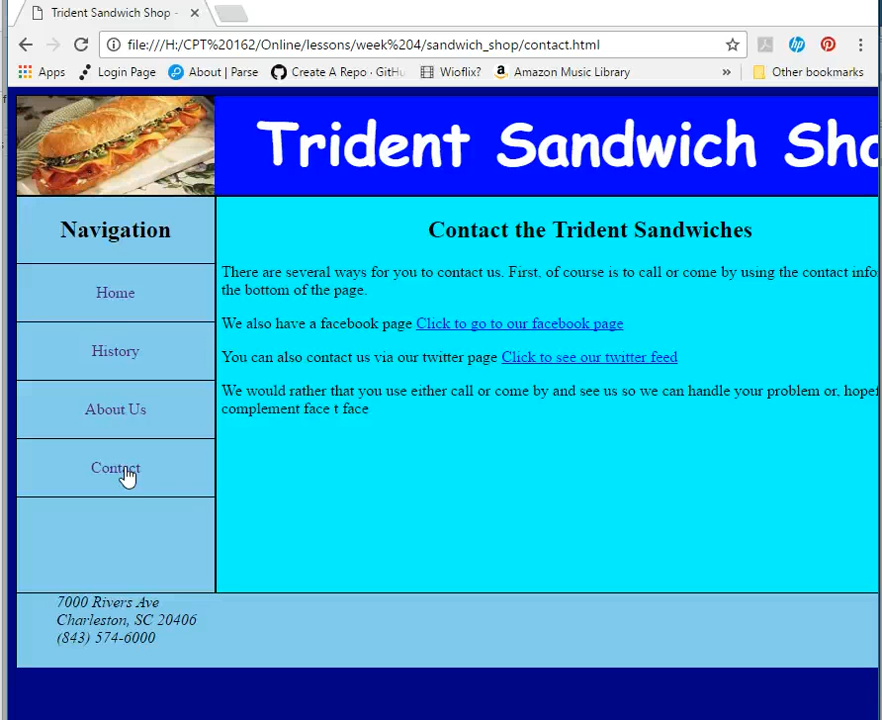 Trident Sandwich Shop -
file:///H:/CPT%20162/Online/lessons/week%204/sandwich_shop/contact.html
Apps Login Page About | Parse Create A Repo · GitHu Wioflix? Amazon Music Library » Other bookmarks
Trident Sandwich Sho
Navigation
Home
History
About Us
Contact
Contact the Trident Sandwiches
There are several ways for you to contact us. First, of course is to call or come by using the contact info
the bottom of the page.
We also have a facebook page Click to go to our facebook page
You can also contact us via our twitter page Click to see our twitter feed
We would rather that you use either call or come by and see us so we can handle your problem or, hopef
complement face t face
7000 Rivers Ave
Charleston, SC 20406
(843) 574-6000